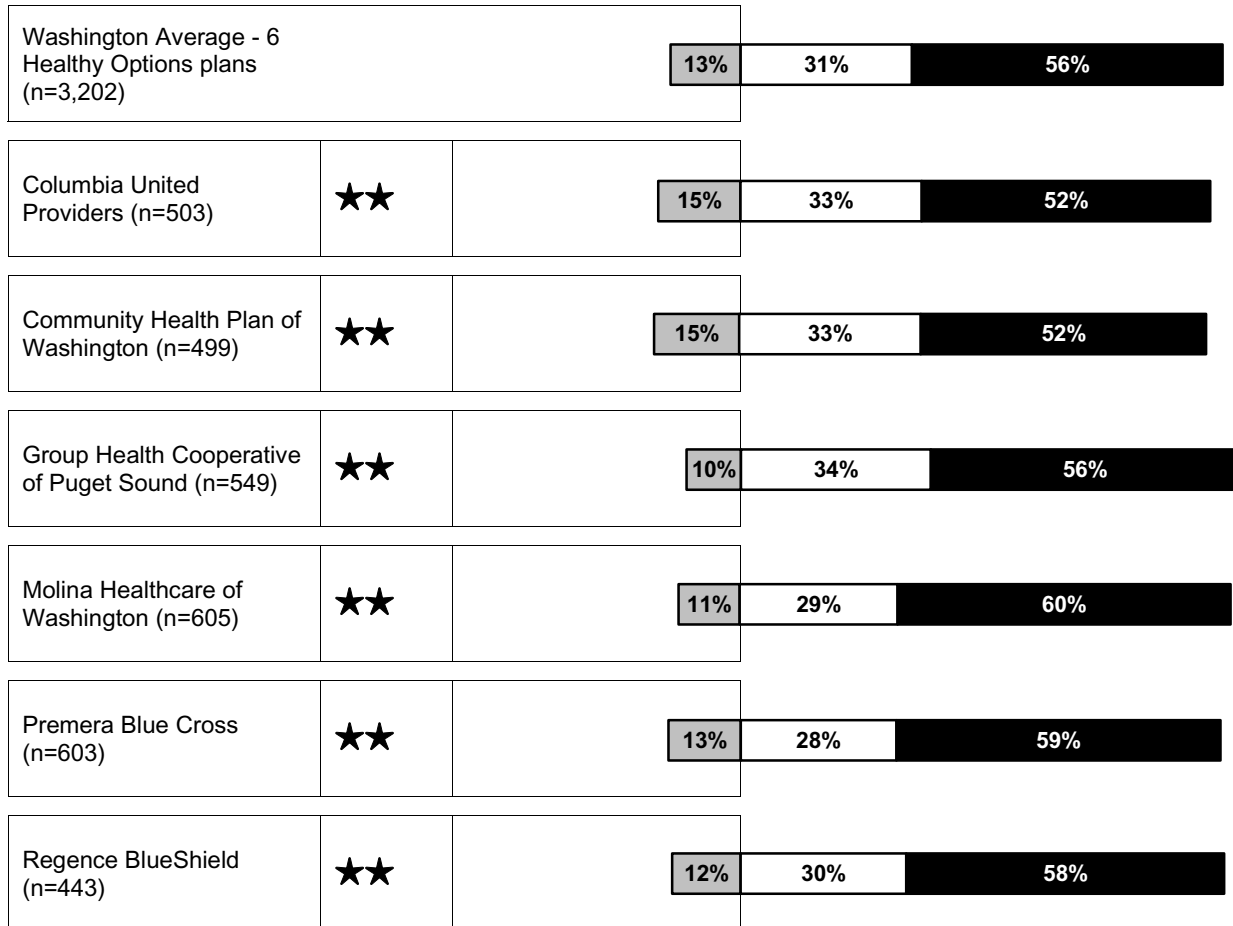 Washington Average - 6
Healthy Options plans
(n=3,202)
13% 31% 56%
Columbia United
Providers (n=503)
★★
15% 33% 52%
Community Health Plan of
Washington (n=499)
★★
15% 33% 52%
Group Health Cooperative
of Puget Sound (n=549)
★★
10% 34% 56%
Molina Healthcare of
Washington (n=605)
★★
11% 29% 60%
Premera Blue Cross
(n=603)
★★
13% 28% 59%
Regence BlueShield
(n=443)
★★
12% 30% 58%